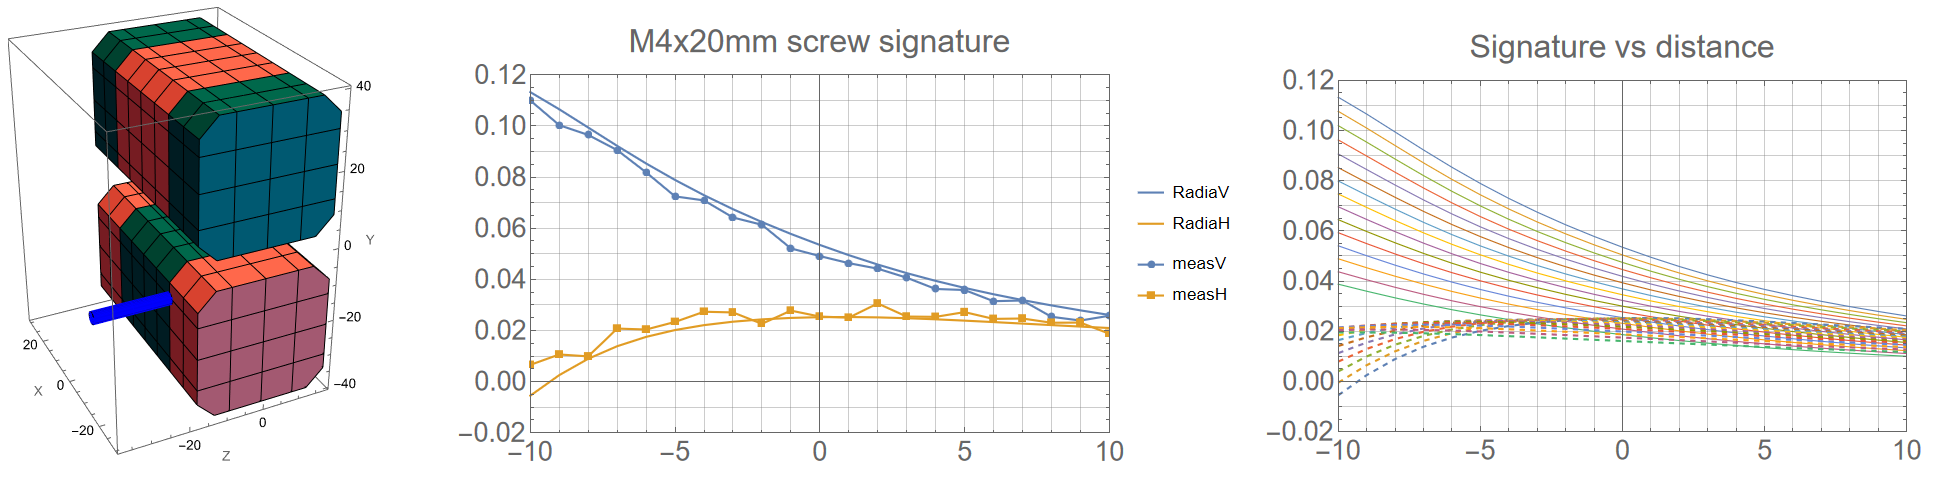 40
20
0
Y
−20
−40
20
X
0
−20
−20
0
Z
M4x20mm screw signature
0.12
0.10
0.08
0.06
0.04
0.02
0.00
−0.02
−10 −5 0 5 10
RadiaV
RadiaH
measV
measH
Signature vs distance
0.12
0.10
0.08
0.06
0.04
0.02
0.00
−0.02
−10 −5 0 5 10